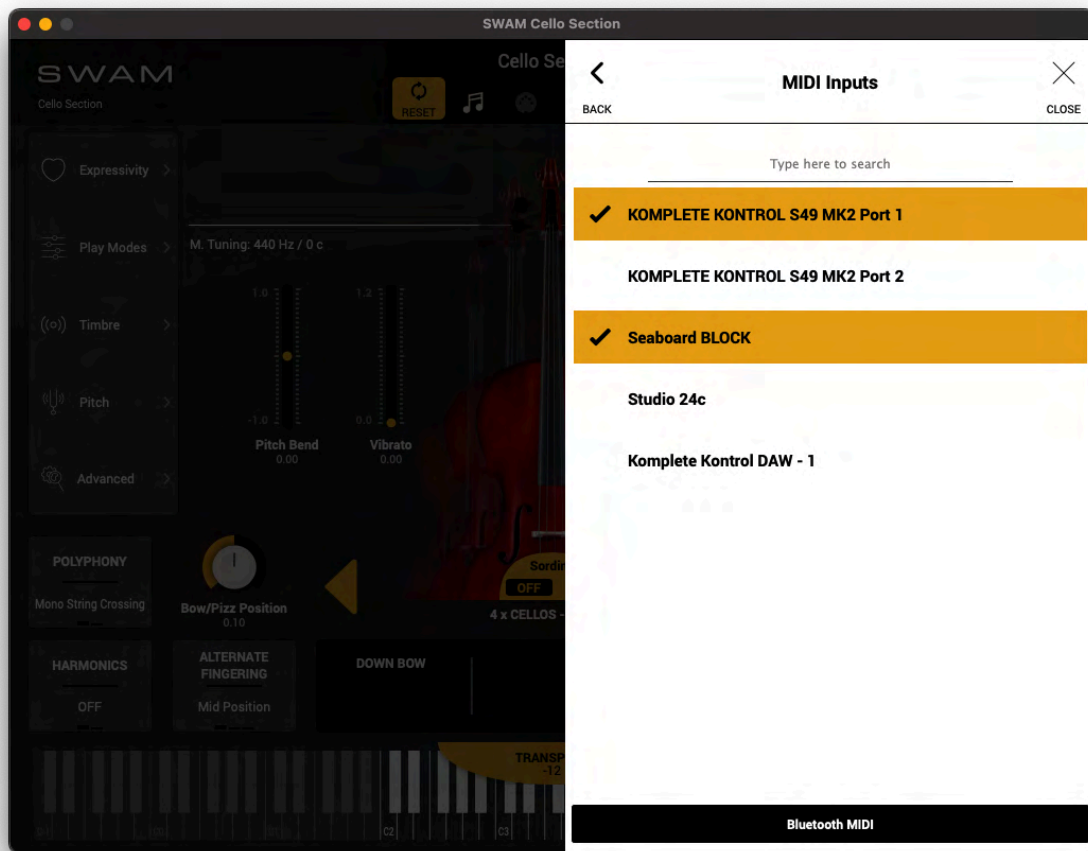 SWAM Cello Section
SWAM
Cello Section
Cello Se
RESET
Expressivity
Play Modes
Timbre
Pitch
Advanced
M. Tuning: 440 Hz / 0 c
1.0
-1.0
Pitch Bend
0.00
1.2
0.0
Vibrato
0.00
POLYPHONY
Mono String Crossing
Bow/Pizz Position
0.10
Sordin
OFF
4 x CELLOS -
HARMONICS
OFF
ALTERNATE
FINGERING
Mid Position
DOWN BOW
TRANSP
-12
C2
C3
BACK
MIDI Inputs
CLOSE
Type here to search
KOMPLETE KONTROL S49 MK2 Port 1
KOMPLETE KONTROL S49 MK2 Port 2
Seaboard BLOCK
Studio 24c
Komplete Kontrol DAW - 1
Bluetooth MIDI